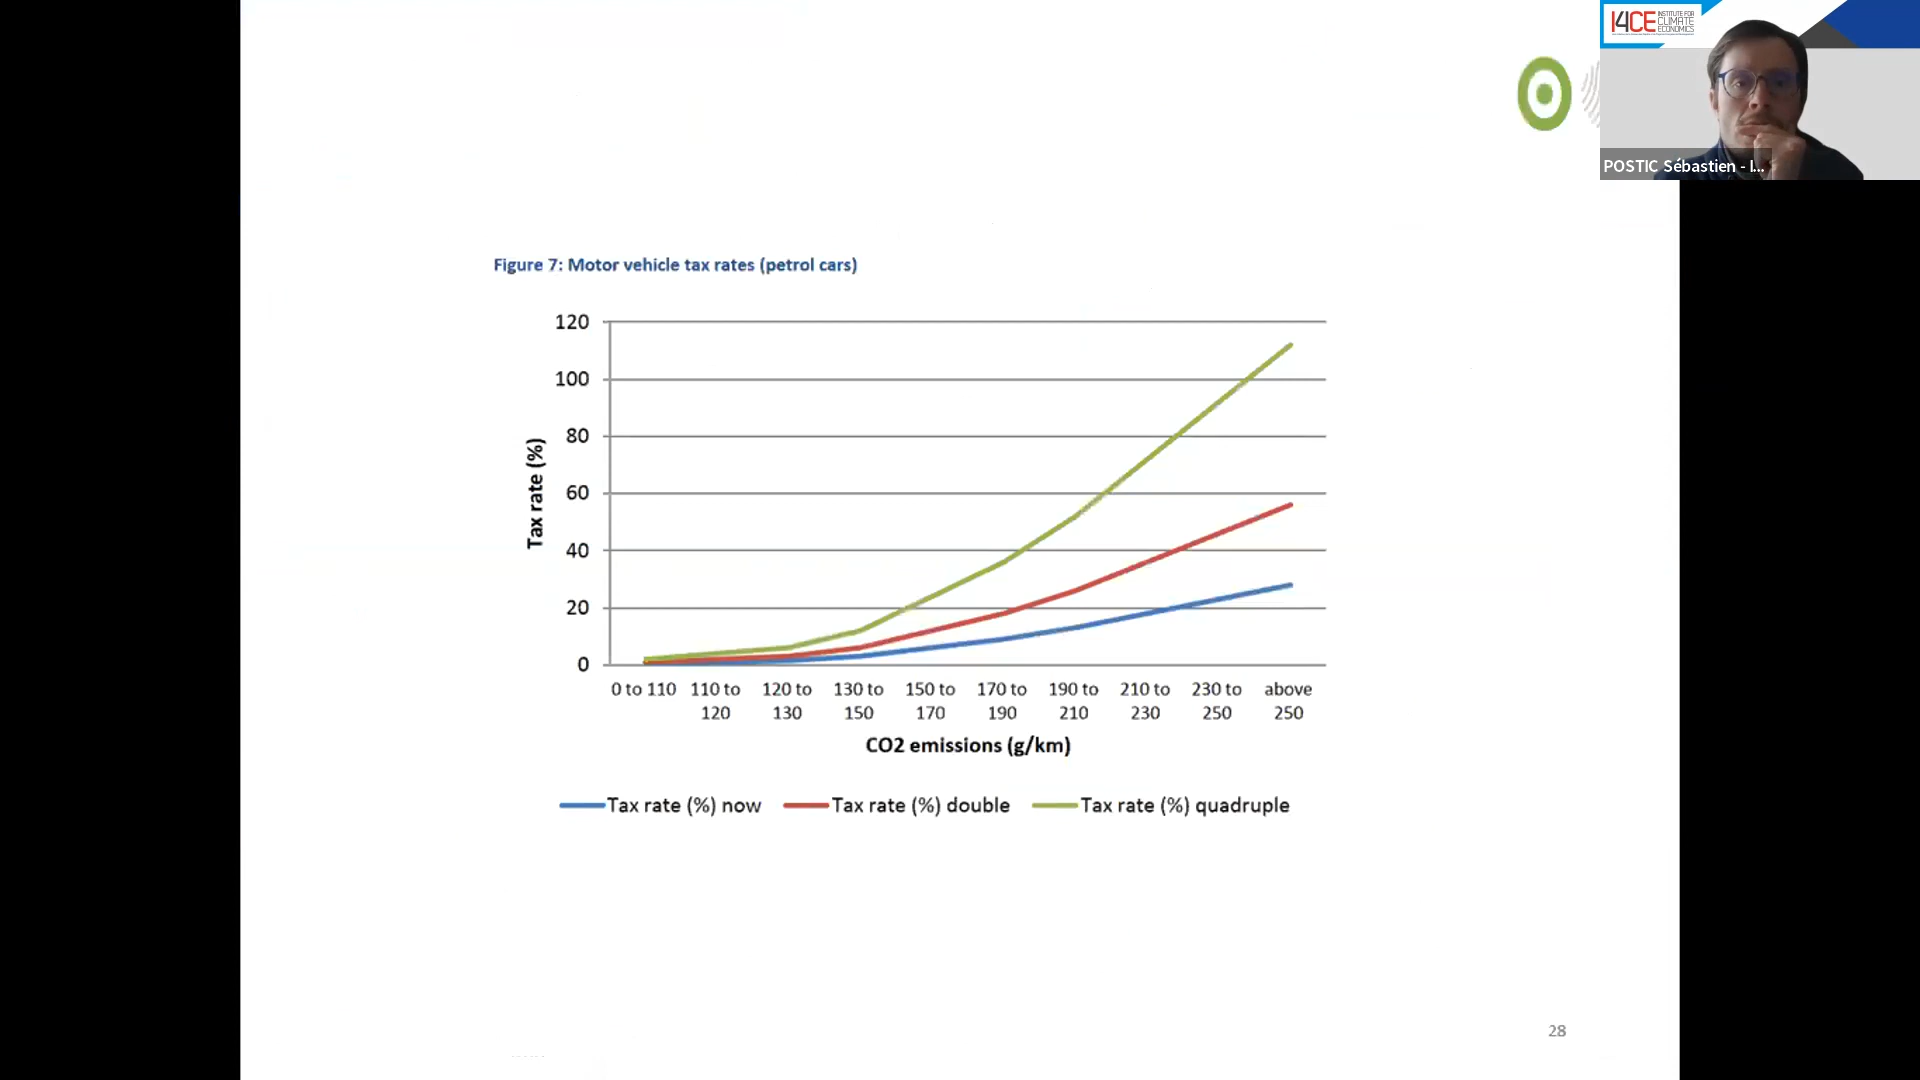 I4CE INSTITUTE FOR
CLIMATE
ECONOMICS
POSTIC Sébastien - I...
Figure 7: Motor vehicle tax rates (petrol cars)
120
100
80
60
40
20
0
Tax rate (%)
0 to 110 110 to 120 to 130 to 150 to 170 to 190 to 210 to 230 to above
120 130 150 170 190 210 230 250 250
CO2 emissions (g/km)
Tax rate (%) now Tax rate (%) double Tax rate (%) quadruple
28